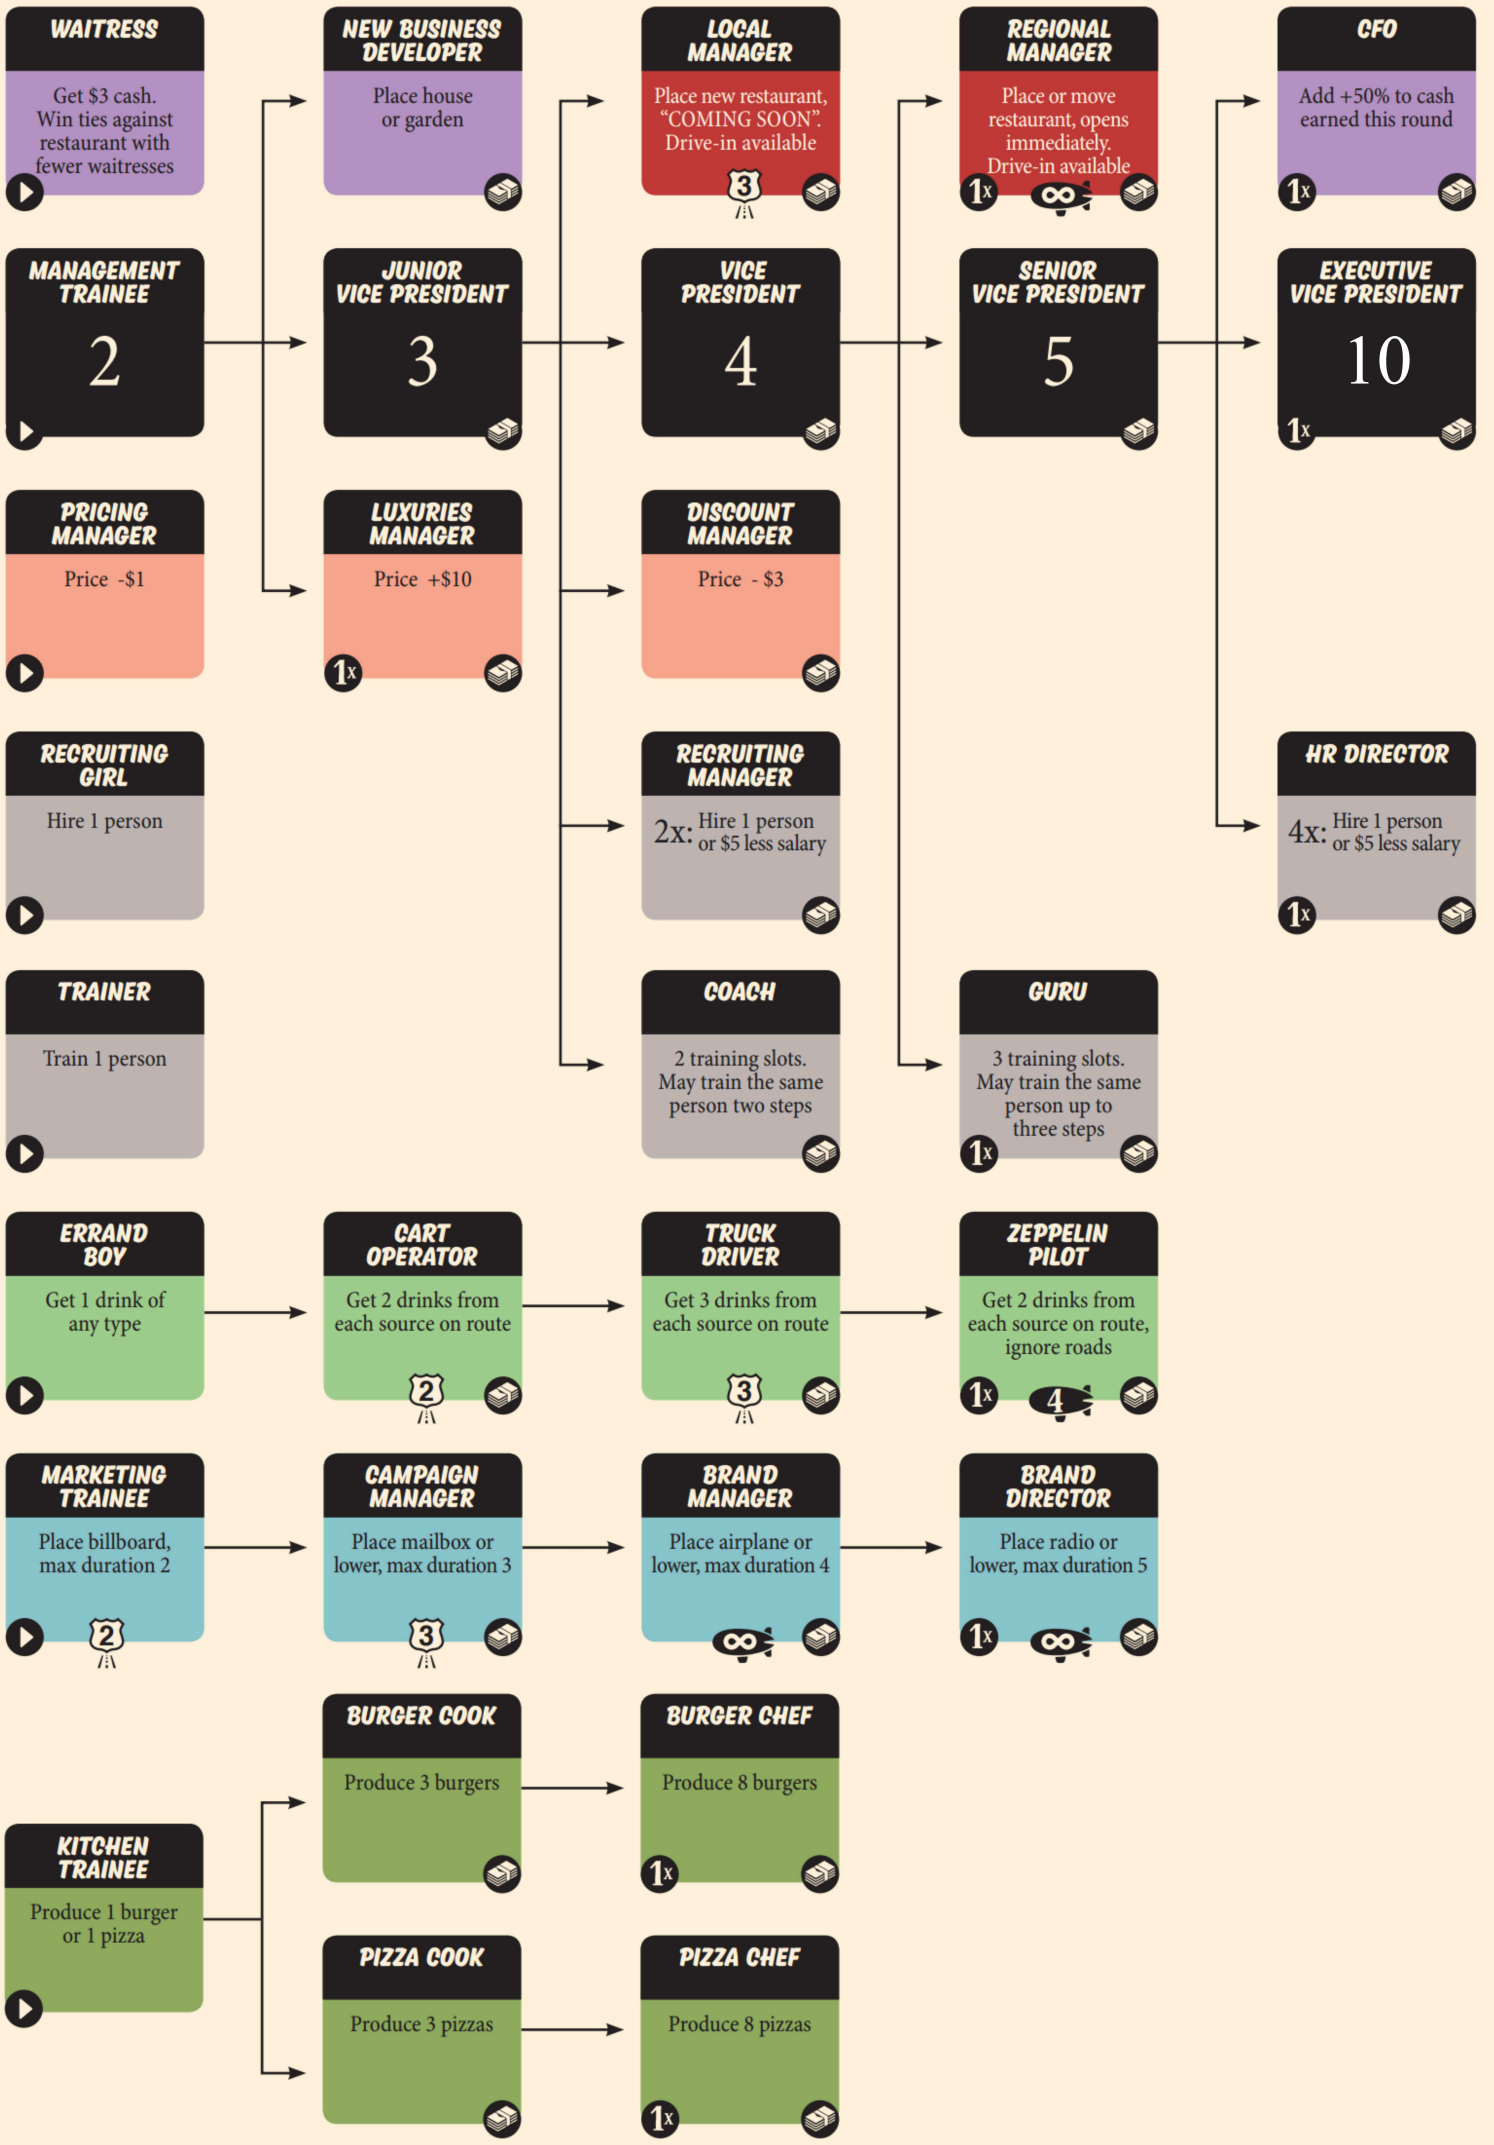 WAITRESS
Get $3 cash.
Win ties against
restaurant with
fewer waitresses
NEW BUSINESS
DEVELOPER
Place house
or garden
LOCAL
MANAGER
Place new restaurant,
“COMING SOON”.
Drive-in available
3
REGIONAL
MANAGER
Place or move
restaurant, opens
immediately.
Drive-in available
1x
∞
CFO
Add +50% to cash
earned this round
1x
MANAGEMENT
TRAINEE
2
JUNIOR
VICE PRESIDENT
3
VICE
PRESIDENT
4
SENIOR
VICE PRESIDENT
5
EXECUTIVE
VICE PRESIDENT
10
1x
PRICING
MANAGER
Price -$1
LUXURIES
MANAGER
Price +$10
1x
DISCOUNT
MANAGER
Price - $3
RECRUITING
GIRL
Hire 1 person
RECRUITING
MANAGER
2x: Hire 1 person
or $5 less salary
HR DIRECTOR
4x: Hire 1 person
or $5 less salary
1x
TRAINER
Train 1 person
COACH
2 training slots.
May train the same
person two steps
GURU
3 training slots.
May train the same
person up to
three steps
1x
ERRAND
BOY
Get 1 drink of
any type
CART
OPERATOR
Get 2 drinks from
each source on route
2
TRUCK
DRIVER
Get 3 drinks from
each source on route
3
ZEPPELIN
PILOT
Get 2 drinks from
each source on route,
ignore roads
1x
4
MARKETING
TRAINEE
Place billboard,
max duration 2
2
CAMPAIGN
MANAGER
Place mailbox or
lower, max duration 3
3
BRAND
MANAGER
Place airplane or
lower, max duration 4
∞
BRAND
DIRECTOR
Place radio or
lower, max duration 5
1x
∞
KITCHEN
TRAINEE
Produce 1 burger
or 1 pizza
BURGER COOK
Produce 3 burgers
BURGER CHEF
Produce 8 burgers
1x
PIZZA COOK
Produce 3 pizzas
PIZZA CHEF
Produce 8 pizzas
1x